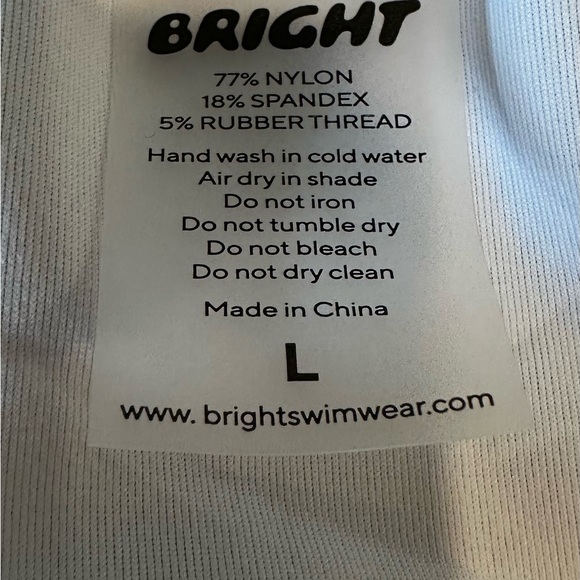 BRIGHT
77% NYLON
18% SPANDEX
5% RUBBER THREAD
Hand wash in cold water
Air dry in shade
Do not iron
Do not tumble dry
Do not bleach
Do not dry clean
Made in China
L
www. brightswimwear.com